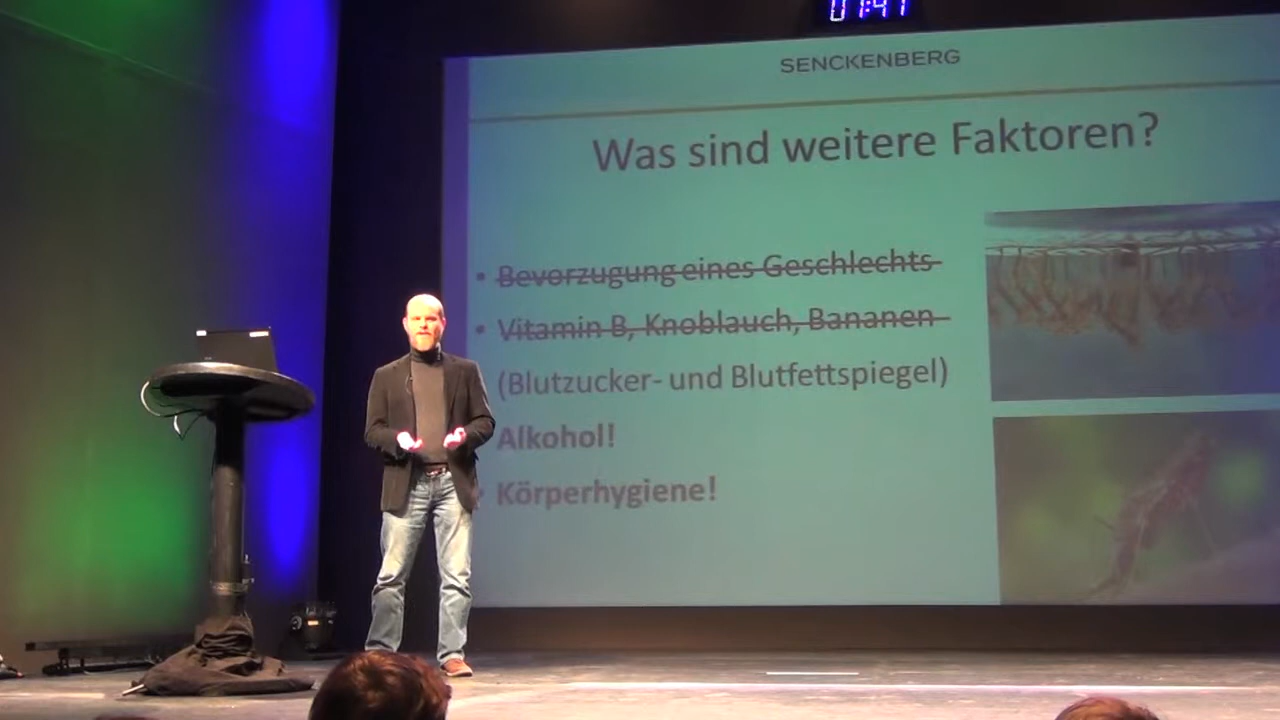 01:41
SENCKENBERG
Was sind weitere Faktoren?
Bevorzugung eines Geschlechts
Vitamin B, Knoblauch, Bananen
(Blutzucker- und Blutfettspiegel)
Alkohol!
Körperhygiene!